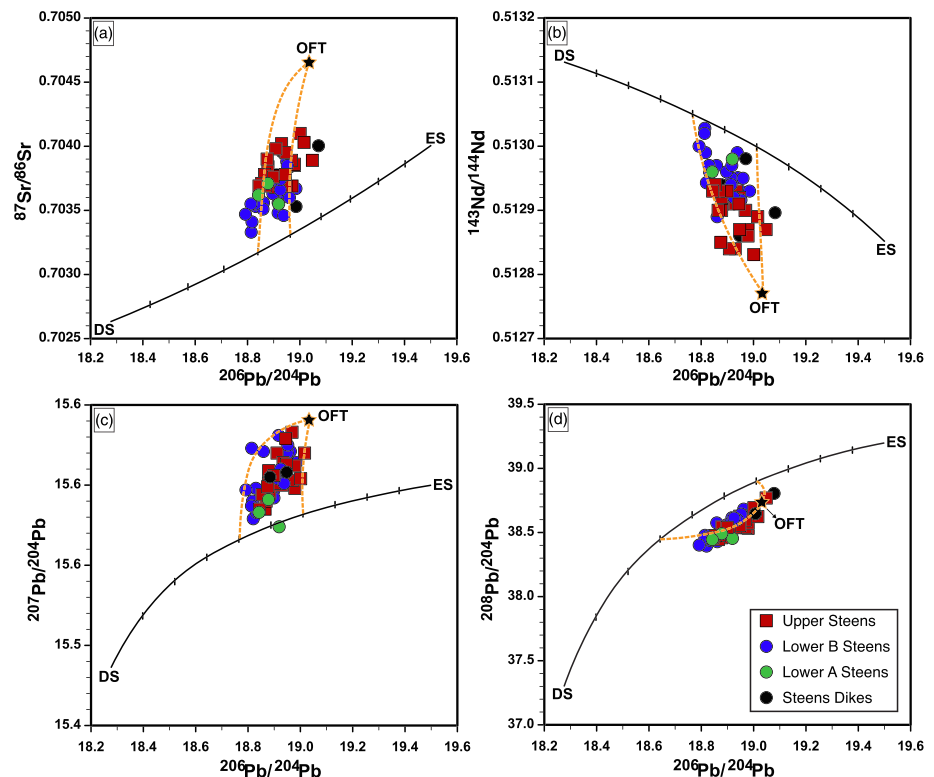 (a)
0.7050
0.7045
0.7040
0.7035
0.7030
0.7025
87Sr/86Sr
OFT
ES
DS
18.2 18.4 18.6 18.8 19.0 19.2 19.4 19.6
206Pb/204Pb
(b)
0.5132
0.5131
0.5130
0.5129
0.5128
0.5127
143Nd/144Nd
DS
ES
OFT
18.2 18.4 18.6 18.8 19.0 19.2 19.4 19.6
206Pb/204Pb
(c)
15.6
15.6
15.6
15.5
15.4
207Pb/204Pb
OFT
ES
DS
18.2 18.4 18.6 18.8 19.0 19.2 19.4 19.6
206Pb/204Pb
(d)
39.5
39.0
38.5
38.0
37.5
37.0
208Pb/204Pb
ES
OFT
DS
Upper Steens
Lower B Steens
Lower A Steens
Steens Dikes
18.2 18.4 18.6 18.8 19.0 19.2 19.4 19.6
206Pb/204Pb